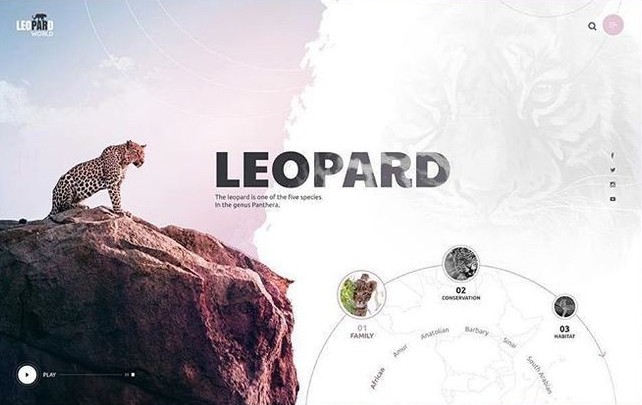 LEOPARD
WORLD
LEOPARD
The leopard is one of the five species
In the genus Panthera.
01
FAMILY
02
CONSERVATION
03
HABITAT
African
Amur
Anatolian
Barbary
Sinai
South Arabian
PLAY